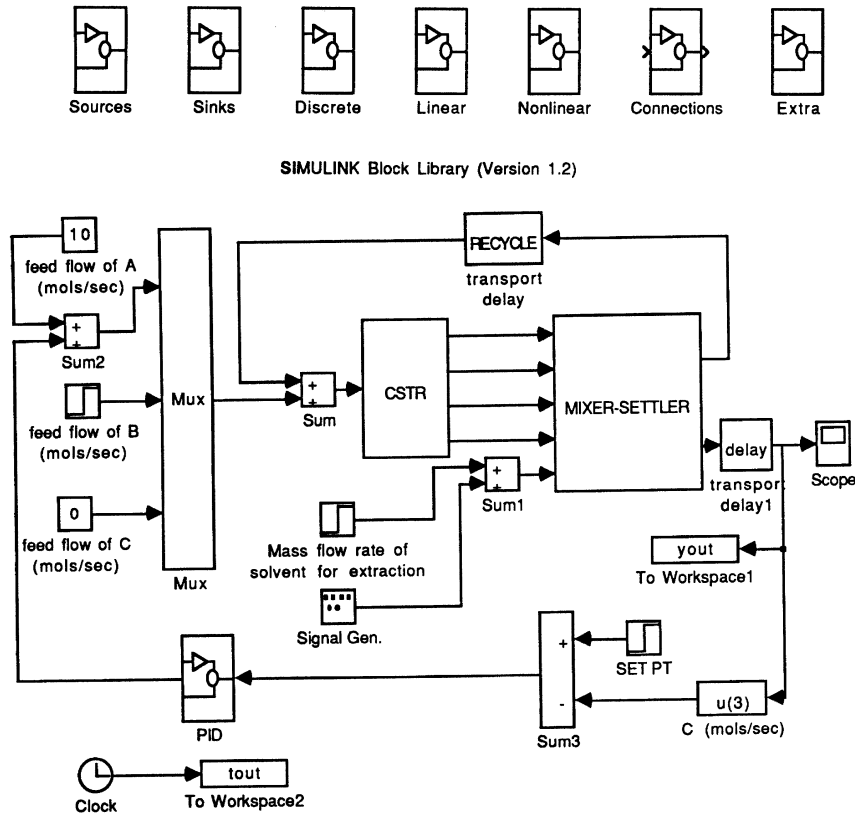 Sources
Sinks
Discrete
Linear
Nonlinear
Connections
Extra
SIMULINK Block Library (Version 1.2)
10
feed flow of A
(mols/sec)
+
+
Sum2
feed flow of B
(mols/sec)
0
feed flow of C
(mols/sec)
Mux
Mux
RECYCLE
transport
delay
+
+
Sum
CSTR
MIXER-SETTLER
+
+
Sum1
Mass flow rate of
solvent for extraction
Signal Gen.
delay
transport
delay1
Scope
yout
To Workspace1
+
-
Sum3
SET PT
u(3)
C (mols/sec)
PID
Clock
tout
To Workspace2